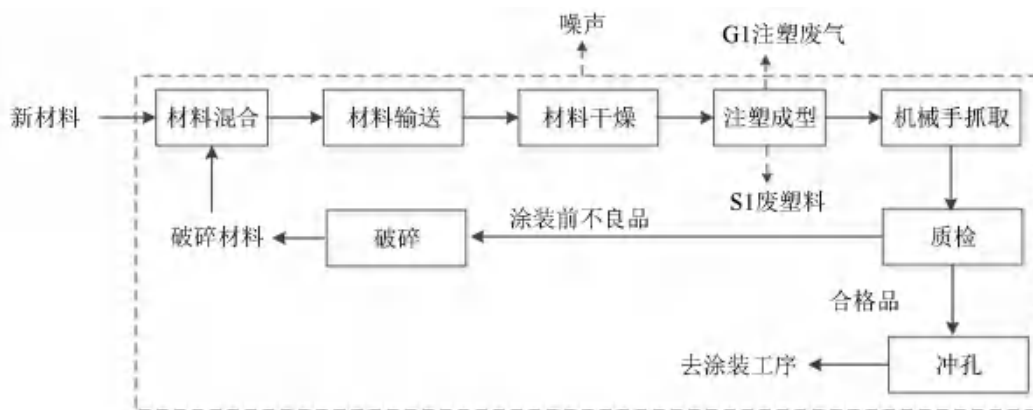 噪声
G1注塑废气
新材料
材料混合
材料输送
材料干燥
注塑成型
机械手抓取
S1废塑料
涂装前不良品
破碎材料
破碎
质检
合格品
去涂装工序
冲孔